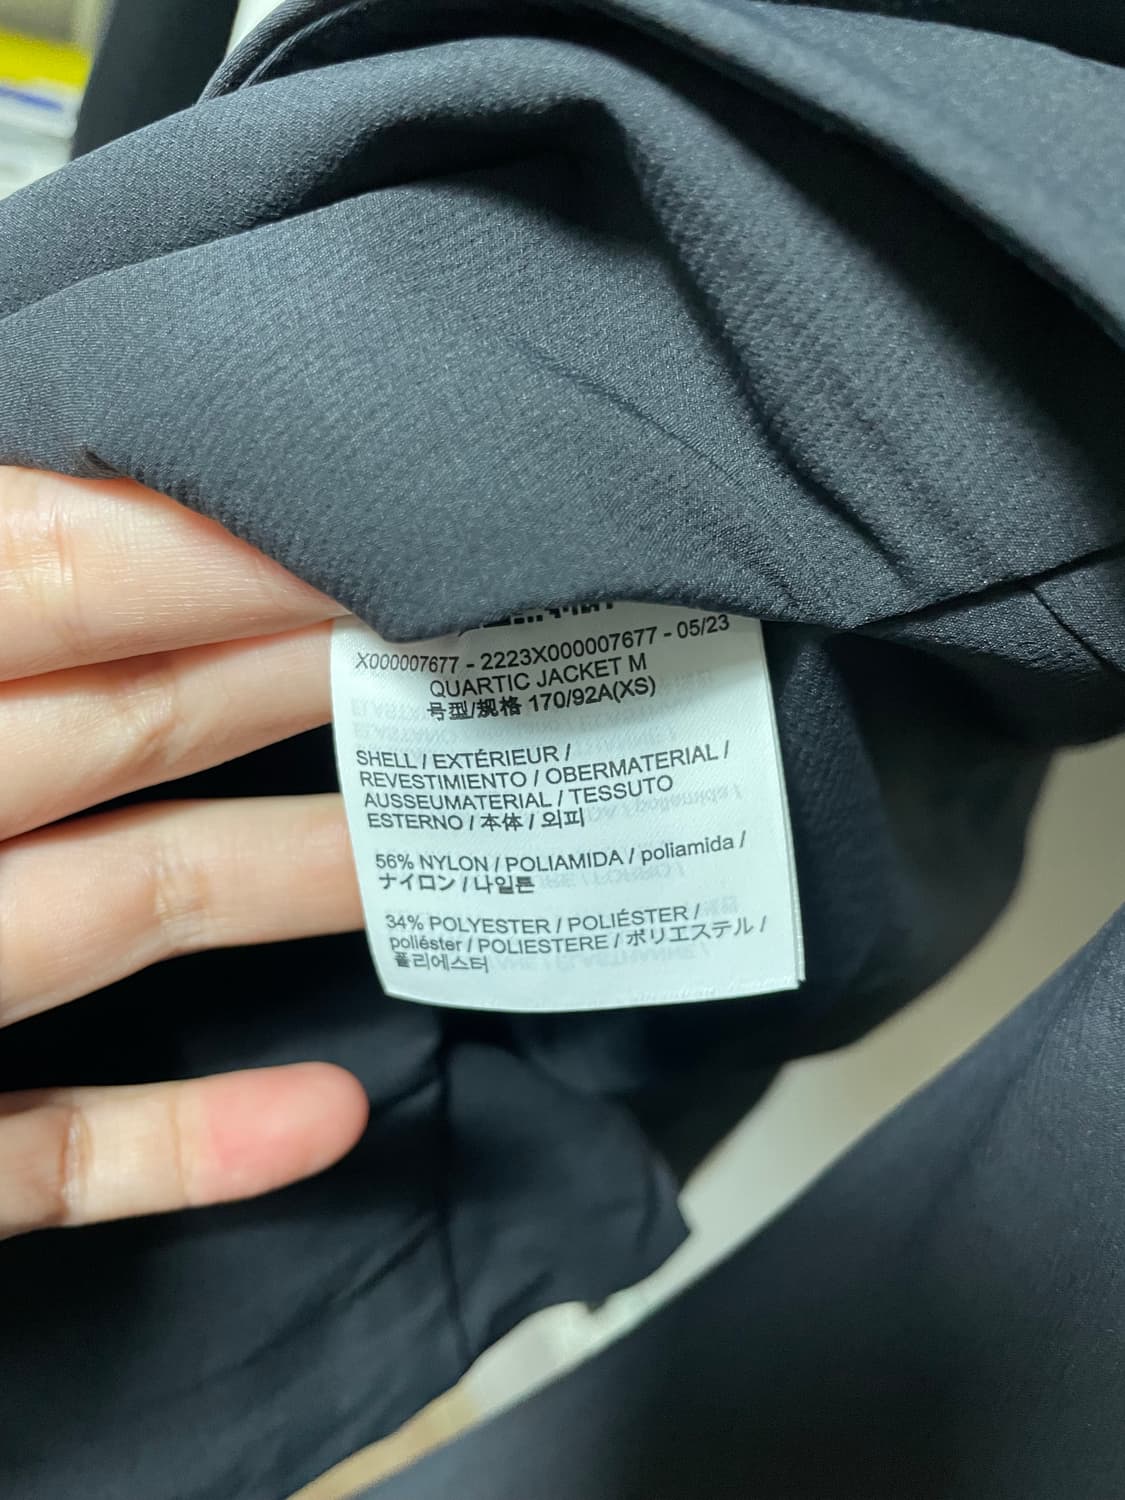 X000007677 - 2223X000007677 - 05/23
QUARTIC JACKET M
号型/规格 170/92A(XS)
SHELL / EXTÉRIEUR /
REVESTIMIENTO / OBERMATERIAL /
AUSSEUMATERIAL / TESSUTO
ESTERNO / 本体 / 외피
56% NYLON / POLIAMIDA / poliamida /
ナイロン / 나일론
34% POLYESTER / POLIÉSTER /
poliéster / POLIESTERE / ポリエステル /
폴리에스터